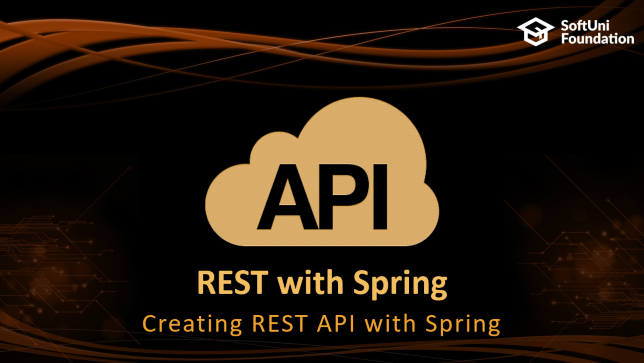 SoftUni
Foundation
API
REST with Spring
Creating REST API with Spring